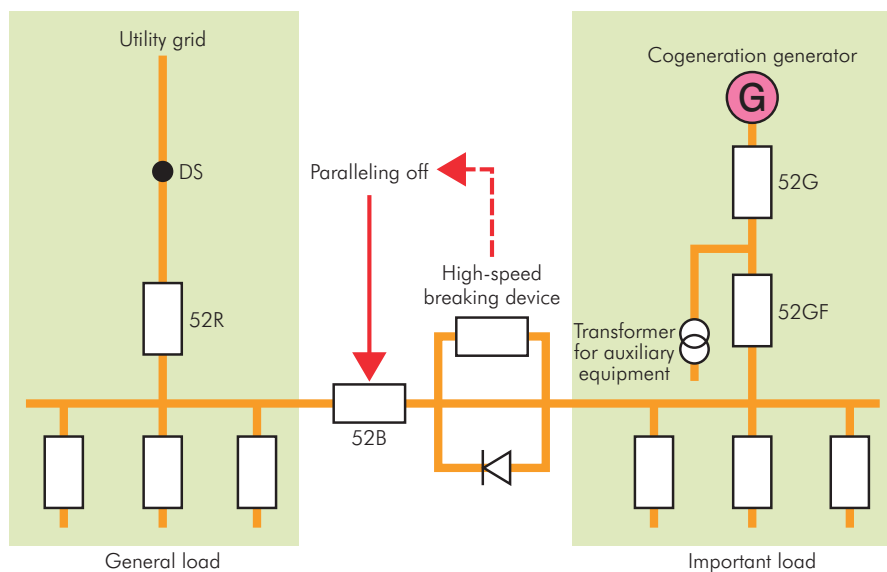 Utility grid
DS
52R
Paralleling off
High-speed
breaking device
52B
Cogeneration generator
G
52G
52GF
Transformer
for auxiliary
equipment
General load
Important load